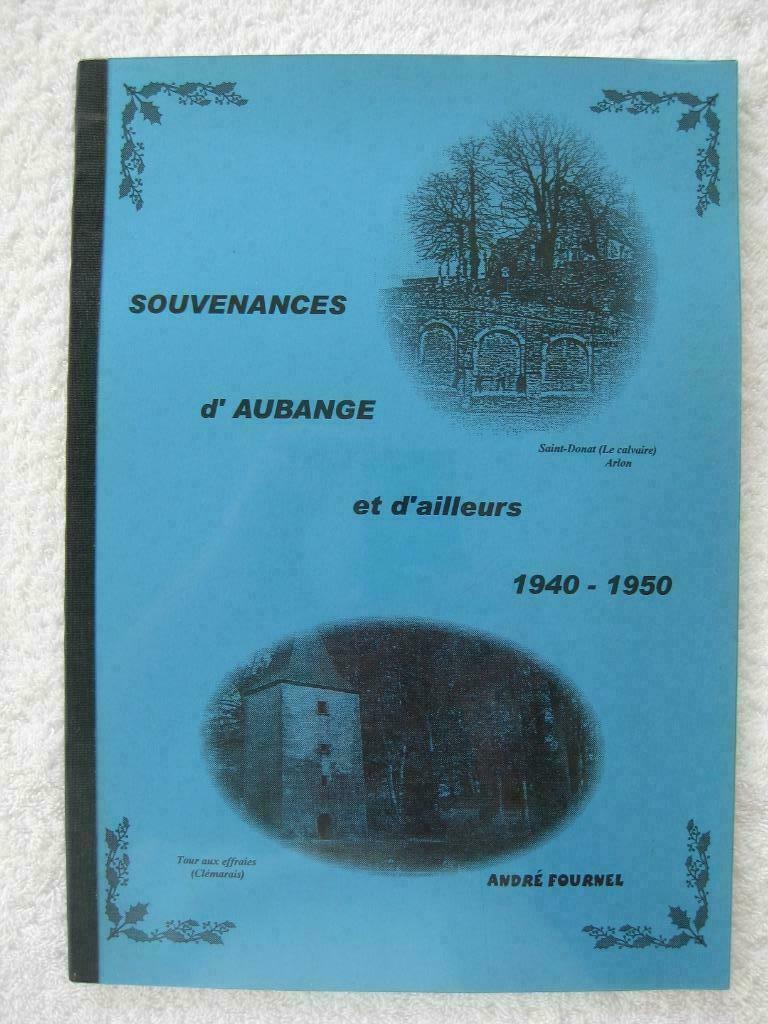 SOUVENANCES
d' AUBANGE
Saint-Donat (Le calvaire)
Arlon
et d'ailleurs
1940 - 1950
Tour aux effraies
(Clémarais)
ANDRÉ FOURNEL